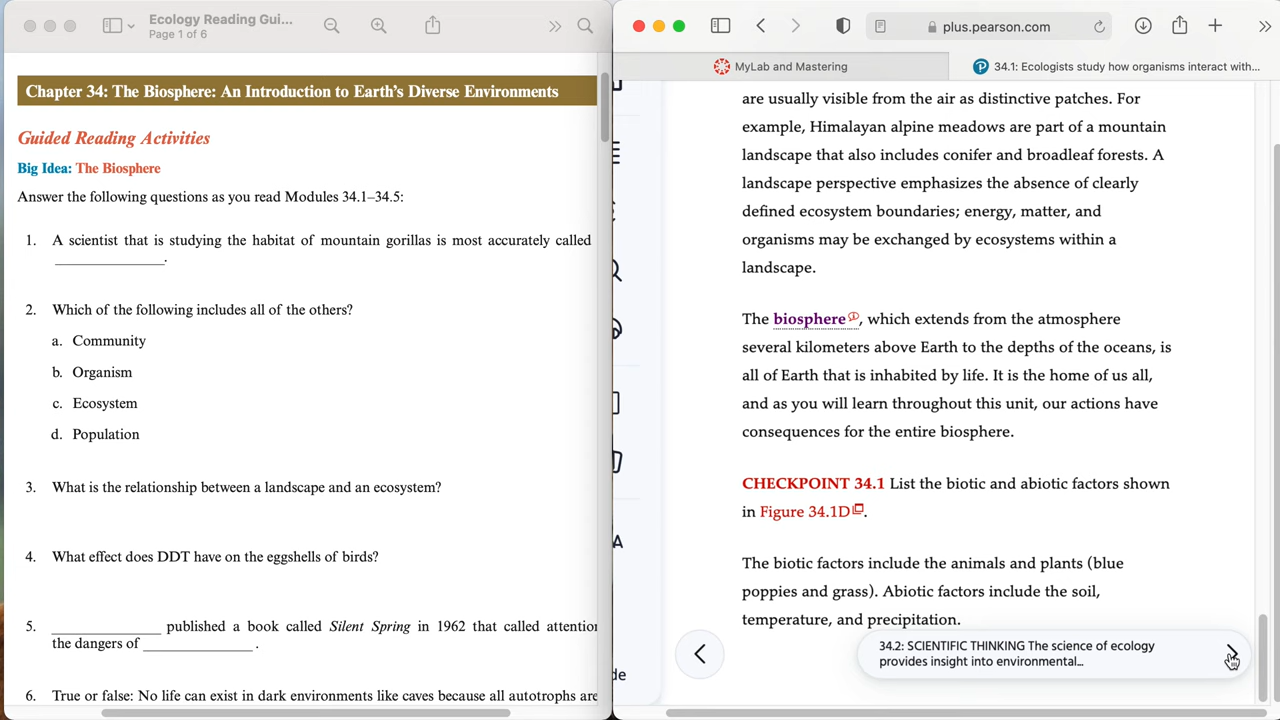 Ecology Reading Gui...
Page 1 of 6
Chapter 34: The Biosphere: An Introduction to Earth's Diverse Environments
Guided Reading Activities
Big Idea: The Biosphere
Answer the following questions as you read Modules 34.1–34.5:
1. A scientist that is studying the habitat of mountain gorillas is most accurately called
______________.
2. Which of the following includes all of the others?
a. Community
b. Organism
c. Ecosystem
d. Population
3. What is the relationship between a landscape and an ecosystem?
4. What effect does DDT have on the eggshells of birds?
5. ______________ published a book called Silent Spring in 1962 that called attention
the dangers of ______________ .
6. True or false: No life can exist in dark environments like caves because all autotrophs are
plus.pearson.com
MyLab and Mastering
34.1: Ecologists study how organisms interact with...
are usually visible from the air as distinctive patches. For
example, Himalayan alpine meadows are part of a mountain
landscape that also includes conifer and broadleaf forests. A
landscape perspective emphasizes the absence of clearly
defined ecosystem boundaries; energy, matter, and
organisms may be exchanged by ecosystems within a
landscape.
The biosphere, which extends from the atmosphere
several kilometers above Earth to the depths of the oceans, is
all of Earth that is inhabited by life. It is the home of us all,
and as you will learn throughout this unit, our actions have
consequences for the entire biosphere.
CHECKPOINT 34.1 List the biotic and abiotic factors shown
in Figure 34.1D.
The biotic factors include the animals and plants (blue
poppies and grass). Abiotic factors include the soil,
temperature, and precipitation.
34.2: SCIENTIFIC THINKING The science of ecology
provides insight into environmental...
de